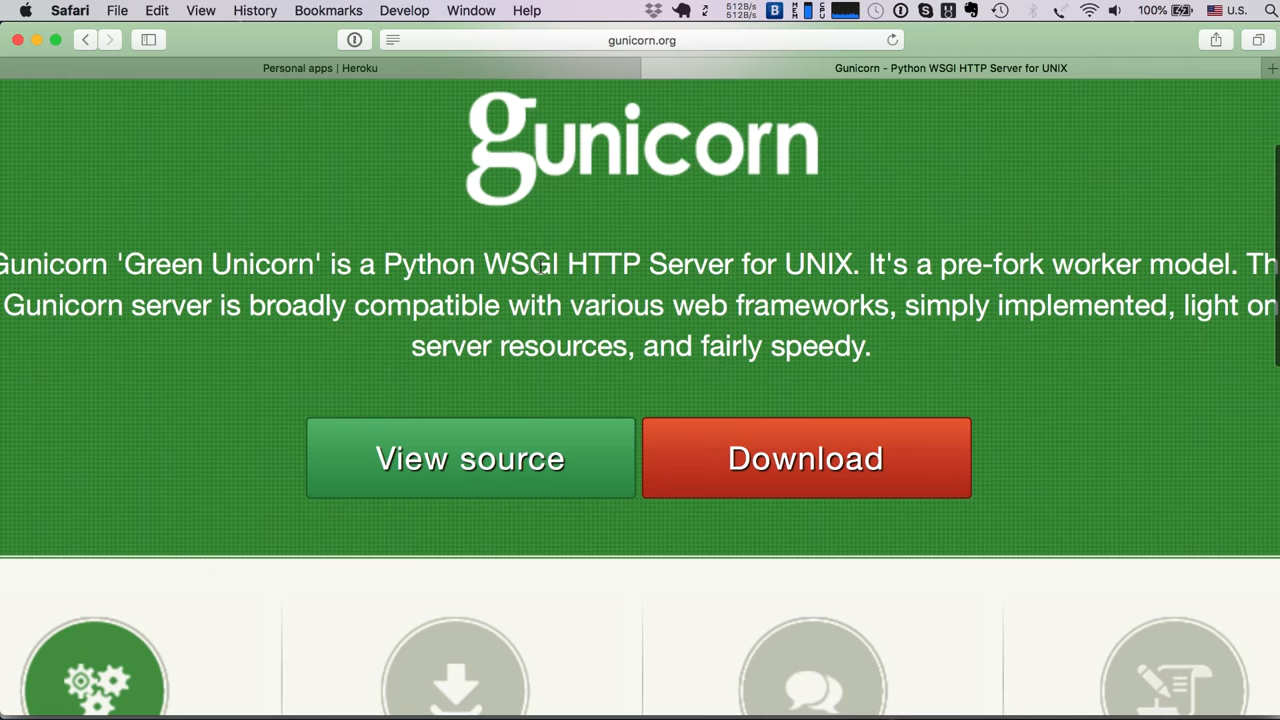 Safari File Edit View History Bookmarks Develop Window Help 512B/s 512B/s 100% U.S.
gunicorn.org
Personal apps | Heroku Gunicorn - Python WSGI HTTP Server for UNIX
gunicorn
Gunicorn 'Green Unicorn' is a Python WSGI HTTP Server for UNIX. It's a pre-fork worker model. Th
Gunicorn server is broadly compatible with various web frameworks, simply implemented, light on
server resources, and fairly speedy.
View source Download